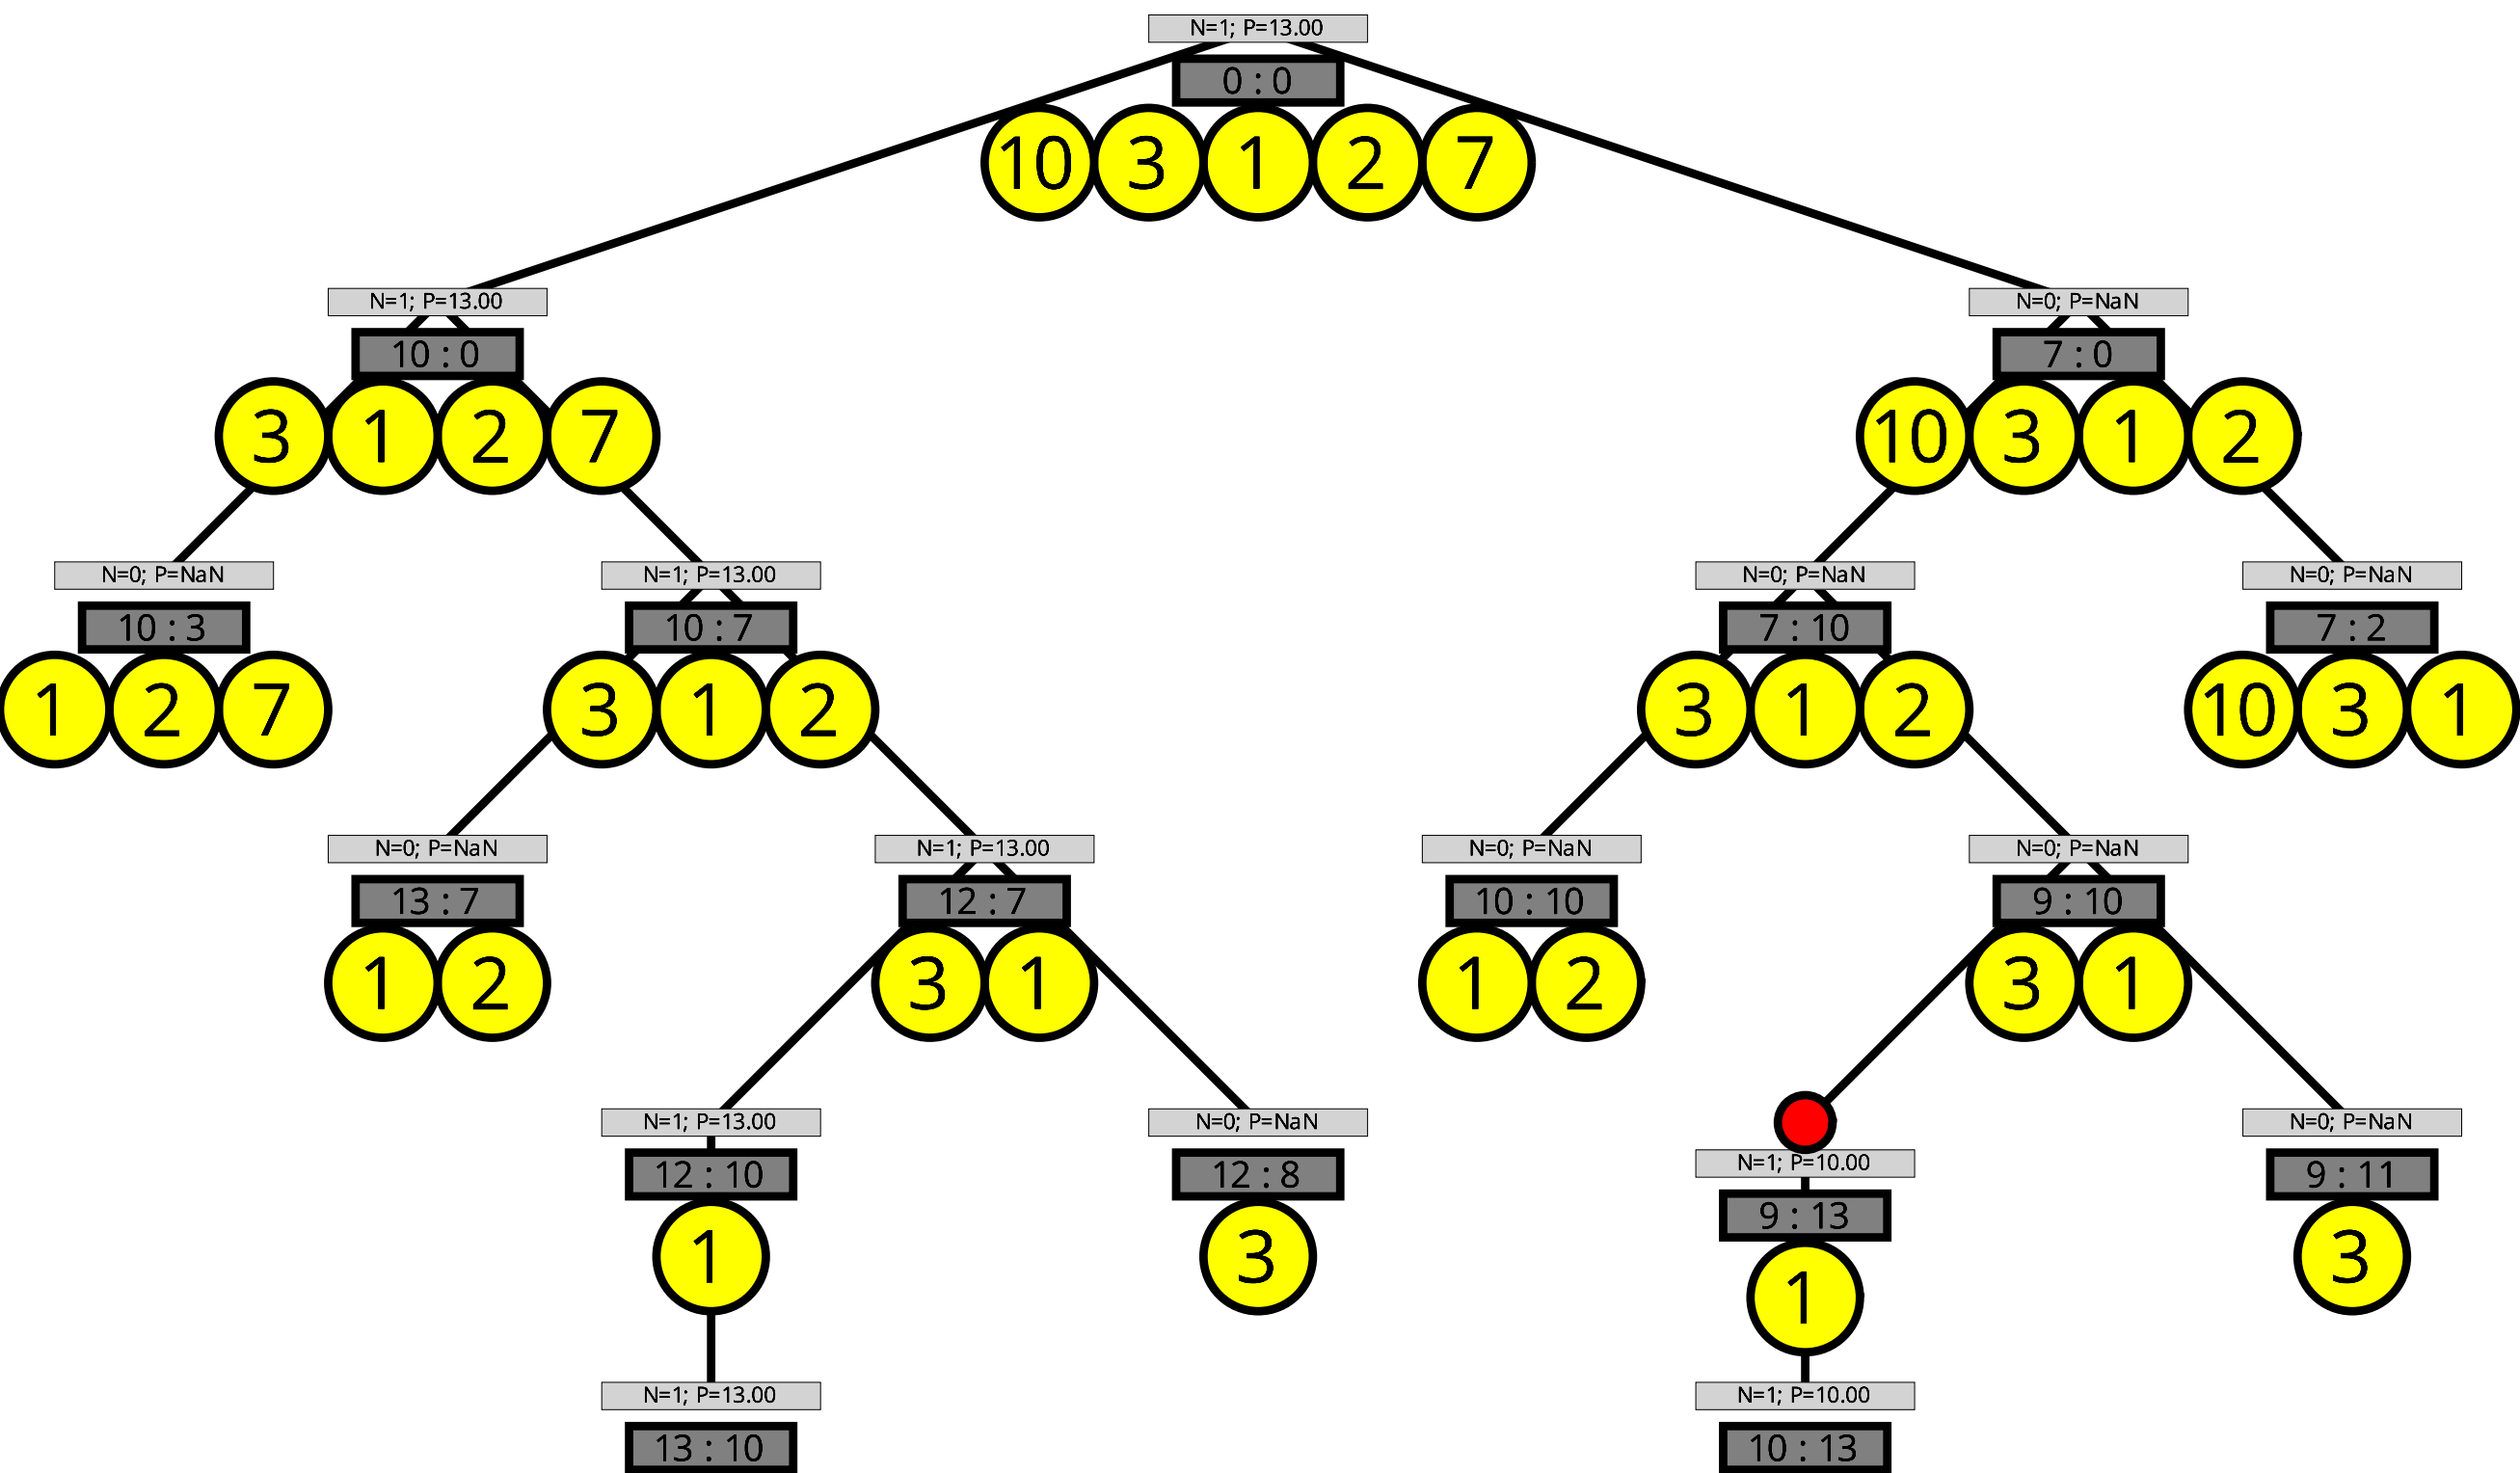 N=1; P=13.00
0 : 0
10 3 1 2 7
N=1; P=13.00
10 : 0
3 1 2 7
N=0; P=NaN
7 : 0
10 3 1 2
N=0; P=NaN
10 : 3
1 2 7
N=1; P=13.00
10 : 7
3 1 2
N=0; P=NaN
7 : 10
3 1 2
N=0; P=NaN
7 : 2
10 3 1
N=0; P=NaN
13 : 7
1 2
N=1; P=13.00
12 : 7
3 1
N=0; P=NaN
10 : 10
1 2
N=0; P=NaN
9 : 10
3 1
N=1; P=13.00
12 : 10
1
N=0; P=NaN
12 : 8
3
N=1; P=10.00
9 : 13
1
N=0; P=NaN
9 : 11
3
N=1; P=13.00
13 : 10
N=1; P=10.00
10 : 13